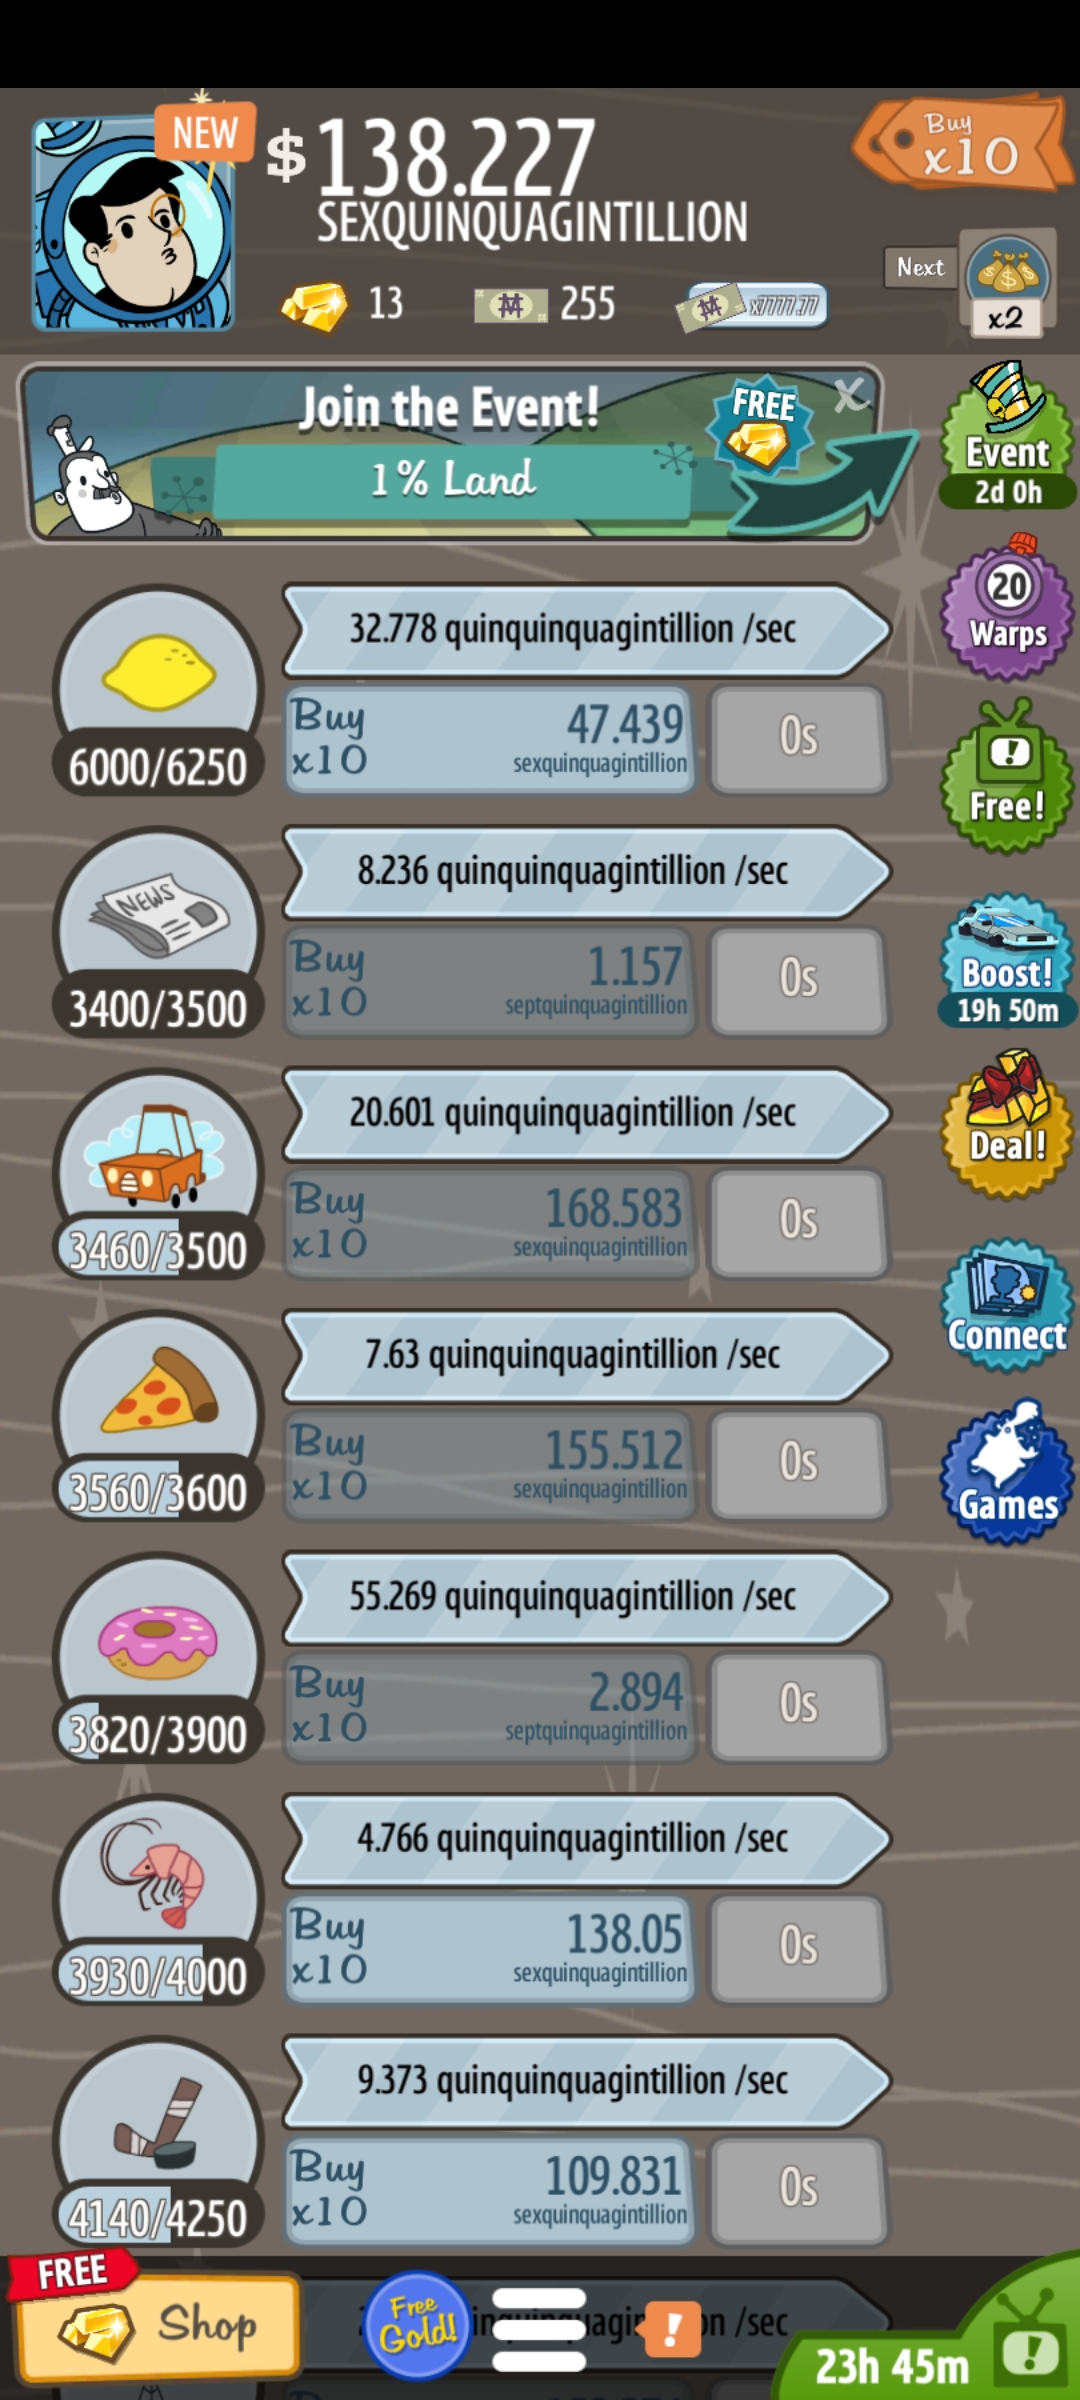 NEW
$138.227
SEXQUINQUAGINTILLION
Buy
x10
13
255
x7777.77
Next
x2
Join the Event!
1% Land
FREE
X
Event
2d 0h
20
Warps
Free!
Boost!
19h 50m
Deal!
Connect
Games
32.778 quinquinquagintillion /sec
Buy
x10
47.439
sexquinquagintillion
0s
6000/6250
NEWS
8.236 quinquinquagintillion /sec
Buy
x10
1.157
septquinquagintillion
0s
3400/3500
20.601 quinquinquagintillion /sec
Buy
x10
168.583
sexquinquagintillion
0s
3460/3500
7.63 quinquinquagintillion /sec
Buy
x10
155.512
sexquinquagintillion
0s
3560/3600
55.269 quinquinquagintillion /sec
Buy
x10
2.894
septquinquagintillion
0s
3820/3900
4.766 quinquinquagintillion /sec
Buy
x10
138.05
sexquinquagintillion
0s
3930/4000
9.373 quinquinquagintillion /sec
Buy
x10
109.831
sexquinquagintillion
0s
4140/4250
FREE
Shop
Free
Gold!
/sec
!
23h 45m
!